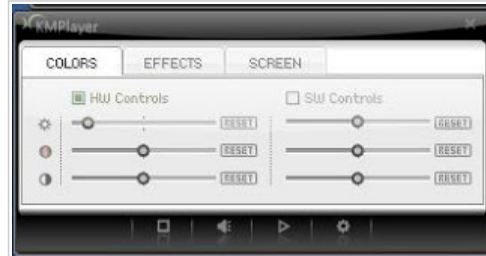 KMPlayer
COLORS EFFECTS SCREEN
HW Controls SW Controls
RESET RESET
RESET RESET
RESET RESET